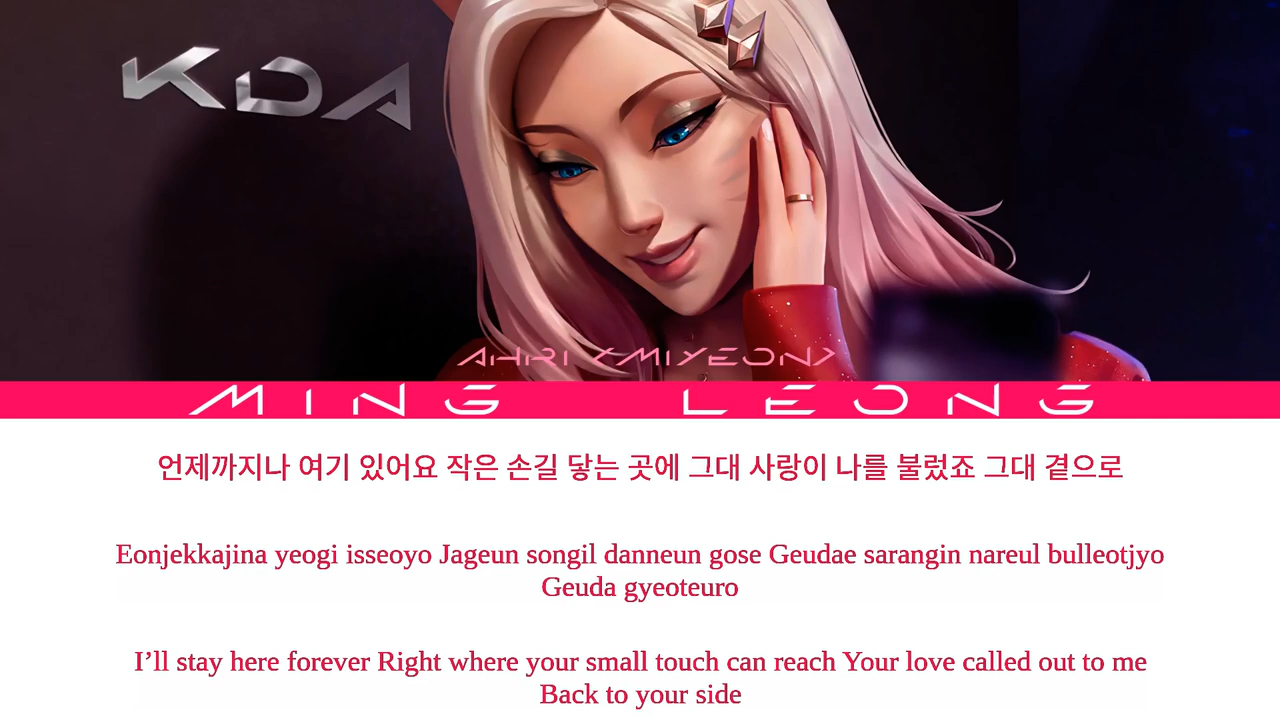 KDA
AHRI <MIYEON>
MING LEONG
언제까지나 여기 있어요 작은 손길 닿는 곳에 그대 사랑이 나를 불렀죠 그대 곁으로
Eonjekkajina yeogi isseoyo Jageun songil danneun gose Geudae sarangin nareul bulleotjyo
Geuda gyeoteuro
I’ll stay here forever Right where your small touch can reach Your love called out to me
Back to your side